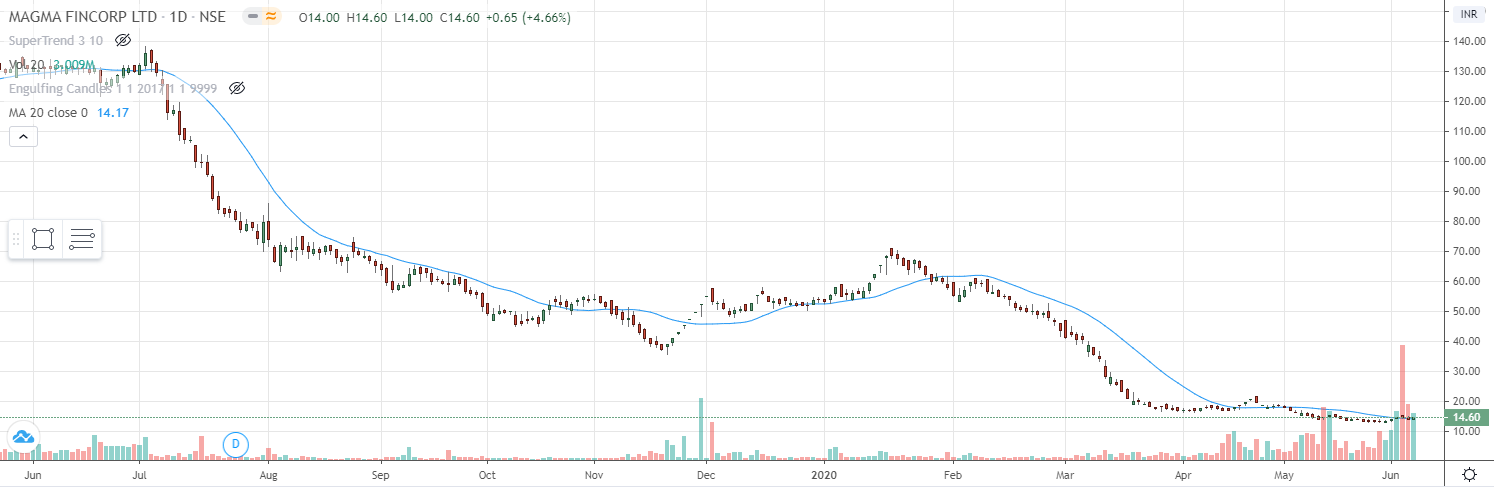 MAGMA FINCORP LTD · 1D · NSE O14.00 H14.60 L14.00 C14.60 +0.65 (+4.66%)
INR
SuperTrend 3 10
Vol 20 3.009M
Engulfing Candles 1 1 2017 1 1 9999
MA 20 close 0 14.17
140.00
130.00
120.00
110.00
100.00
90.00
80.00
70.00
60.00
50.00
40.00
30.00
20.00
14.60
10.00
D
Jun Jul Aug Sep Oct Nov Dec 2020 Feb Mar Apr May Jun